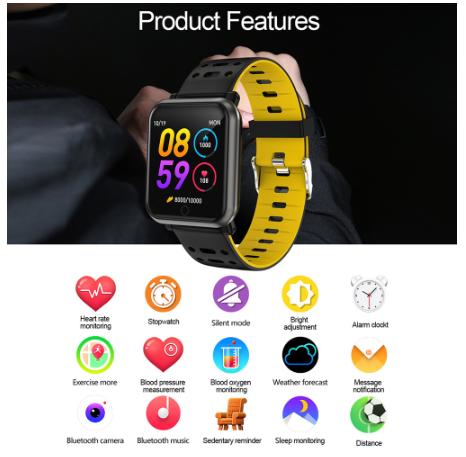 Product Features
10/19 MON
08
1000
59
108
8000/10000
Heart rate
monitoring
Stopwatch
Silent mode
Bright
adjustment
Alarm clockt
Exercise more
Blood pressure
measurement
Blood oxygen
monitoring
Weather forecast
Message
notification
Bluetooth camera
Bluetooth music
Sedentary reminder
Sleep monitoring
Distance